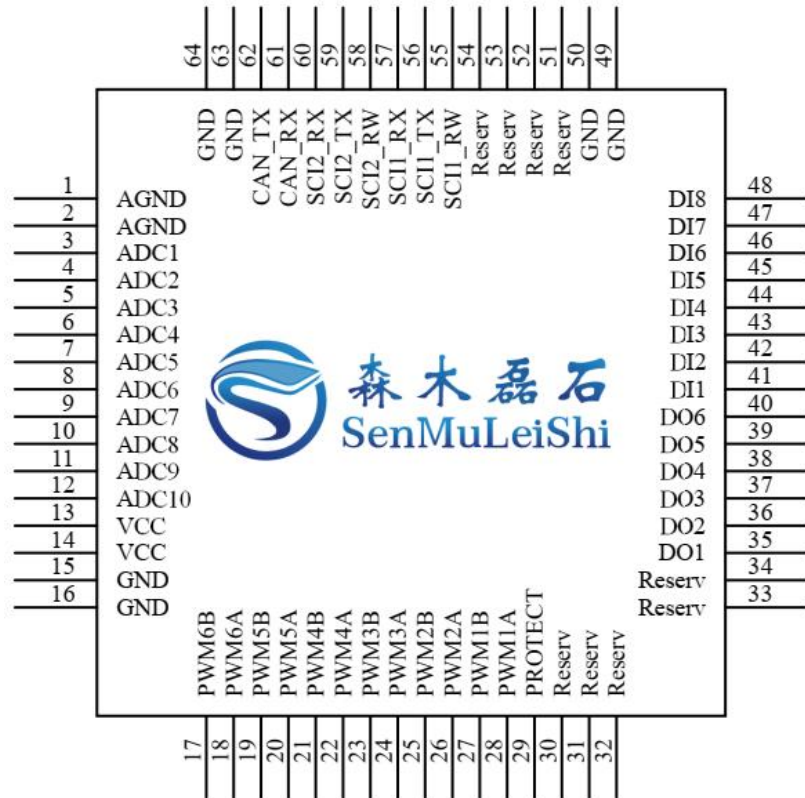 64 63 62 61 60 59 58 57 56 55 54 53 52 51 50 49
GND GND CAN_TX CAN_RX SCI2_RX SCI2_TX SCI2_RW SCI1_RX SCI1_TX SCI1_RW Reserv Reserv Reserv Reserv GND GND
1 AGND DI8 48
2 AGND DI7 47
3 ADC1 DI6 46
4 ADC2 DI5 45
5 ADC3 DI4 44
6 ADC4 DI3 43
7 ADC5 DI2 42
8 ADC6 DI1 41
9 ADC7 DO6 40
10 ADC8 DO5 39
11 ADC9 DO4 38
12 ADC10 DO3 37
13 VCC DO2 36
14 VCC DO1 35
15 GND Reserv 34
16 GND Reserv 33
森木磊石
SenMuLeiShi
PWM6B PWM6A PWM5B PWM5A PWM4B PWM4A PWM3B PWM3A PWM2B PWM2A PWM1B PWM1A PROTECT Reserv Reserv Reserv
17 18 19 20 21 22 23 24 25 26 27 28 29 30 31 32